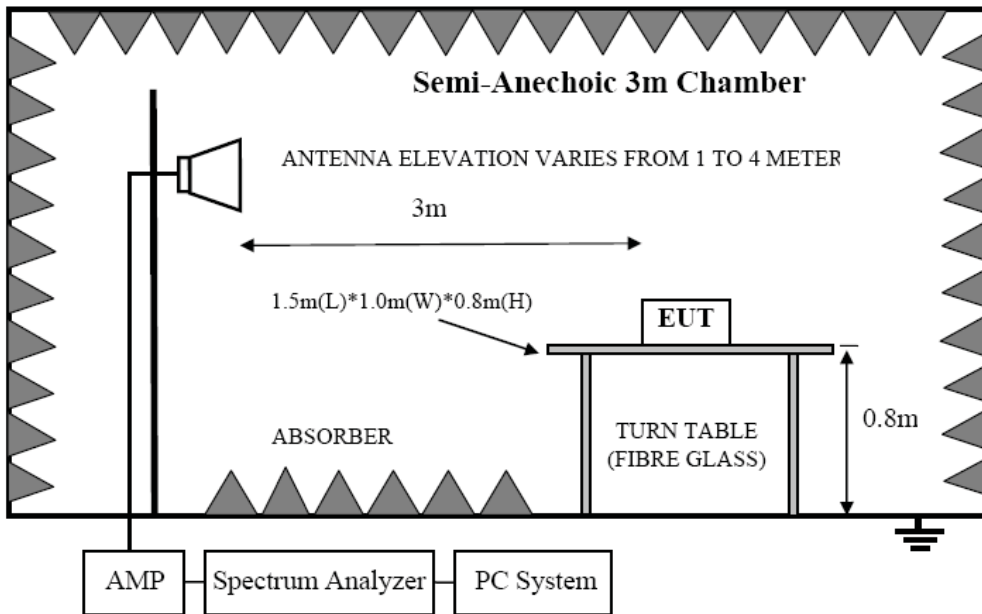 Semi-Anechoic 3m Chamber
ANTENNA ELEVATION VARIES FROM 1 TO 4 METER
3m
1.5m(L)*1.0m(W)*0.8m(H)
EUT
0.8m
ABSORBER
TURN TABLE
(FIBRE GLASS)
AMP
Spectrum Analyzer
PC System